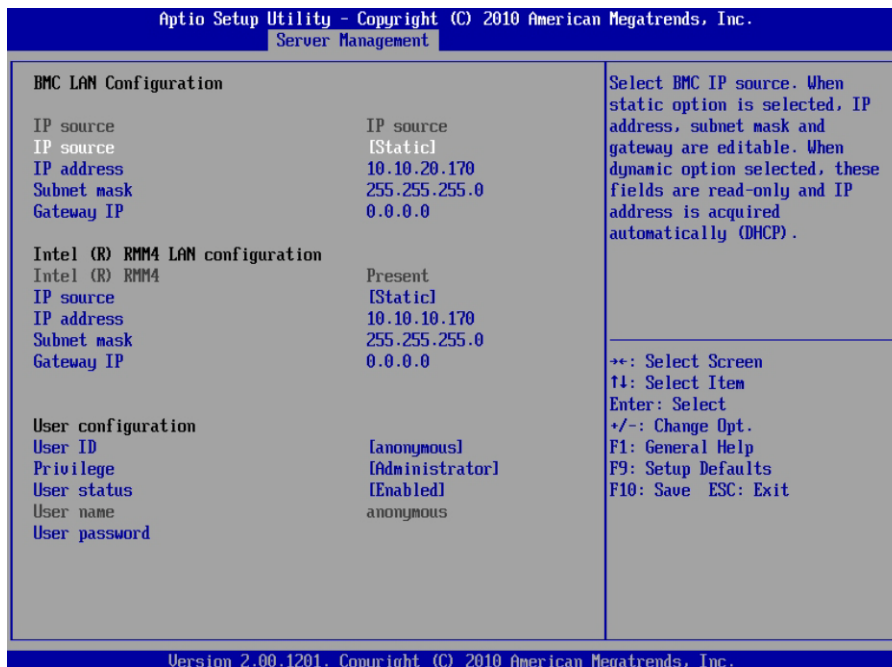 Aptio Setup Utility - Copyright (C) 2010 American Megatrends, Inc.
Server Management
BMC LAN Configuration
IP source IP source
IP source [Static]
IP address 10.10.20.170
Subnet mask 255.255.255.0
Gateway IP 0.0.0.0
Intel (R) RMM4 LAN configuration
Intel (R) RMM4 Present
IP source [Static]
IP address 10.10.10.170
Subnet mask 255.255.255.0
Gateway IP 0.0.0.0
User configuration
User ID [anonymous]
Privilege [Administrator]
User status [Enabled]
User name anonymous
User password
Select BMC IP source. When
static option is selected, IP
address, subnet mask and
gateway are editable. When
dynamic option selected, these
fields are read-only and IP
address is acquired
automatically (DHCP).
→←: Select Screen
↑↓: Select Item
Enter: Select
+/-: Change Opt.
F1: General Help
F9: Setup Defaults
F10: Save ESC: Exit
Version 2.00.1201. Copyright (C) 2010 American Megatrends, Inc.